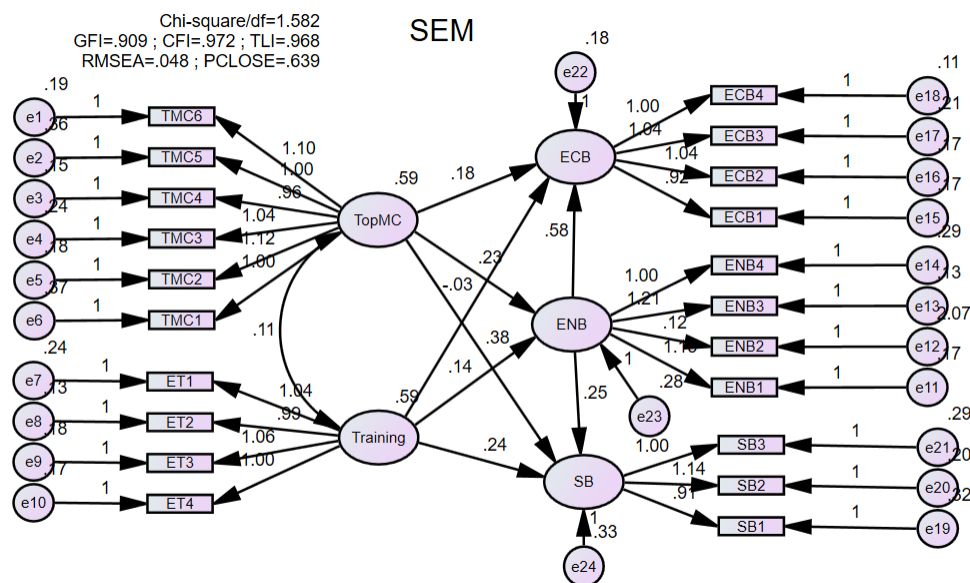 Chi-square/df=1.582
GFI=.909 ; CFI=.972 ; TLI=.968
RMSEA=.048 ; PCLOSE=.639
SEM
.19
e1
1
TMC6
.36
e2
1
TMC5
.15
e3
1
TMC4
.24
e4
1
TMC3
.18
e5
1
TMC2
.37
e6
1
TMC1
1.10
1.00
.96
1.04
1.12
1.00
.59
TopMC
.11
.24
e7
1
ET1
.13
e8
1
ET2
.18
e9
1
ET3
.17
e10
1
ET4
1.04
.99
1.06
1.00
.59
Training
.18
.23
-.03
.38
.14
.24
.58
.25
.18
e22
1
ECB
1.00
1.04
1.04
.92
ECB4
1
e18
.11
ECB3
1
e17
.21
ECB2
1
e16
.17
ECB1
1
e15
.17
ENB
1
e23
.28
1.00
1.21
.12
ENB4
1
e14
.29
ENB3
1
e13
.13
ENB2
1
e12
2.07
ENB1
1
e11
.17
SB
1
.33
e24
1.00
1.14
.91
SB3
1
e21
.29
SB2
1
e20
.20
SB1
1
e19
.32